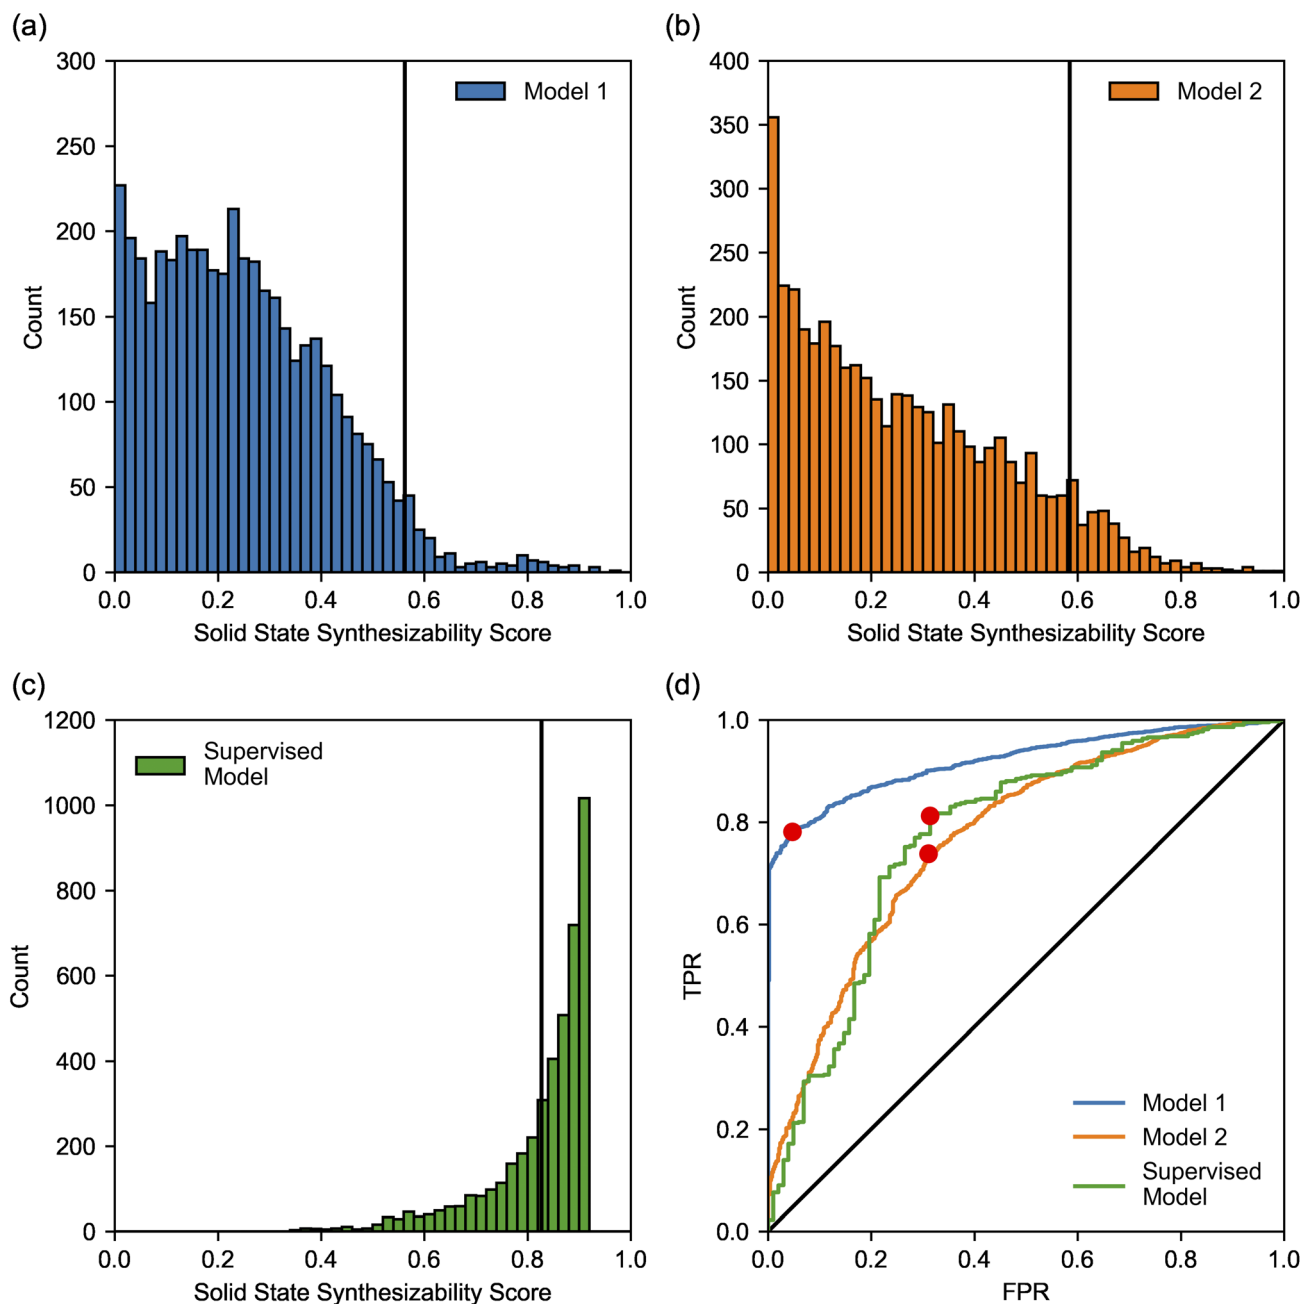 (a)
300
250
200
150
100
50
0
Count
Model 1
0.0 0.2 0.4 0.6 0.8 1.0
Solid State Synthesizability Score
(b)
400
350
300
250
200
150
100
50
0
Count
Model 2
0.0 0.2 0.4 0.6 0.8 1.0
Solid State Synthesizability Score
(c)
1200
1000
800
600
400
200
0
Count
Supervised
Model
0.0 0.2 0.4 0.6 0.8 1.0
Solid State Synthesizability Score
(d)
1.0
0.8
0.6
0.4
0.2
0.0
TPR
Model 1
Model 2
Supervised
Model
0.0 0.2 0.4 0.6 0.8 1.0
FPR